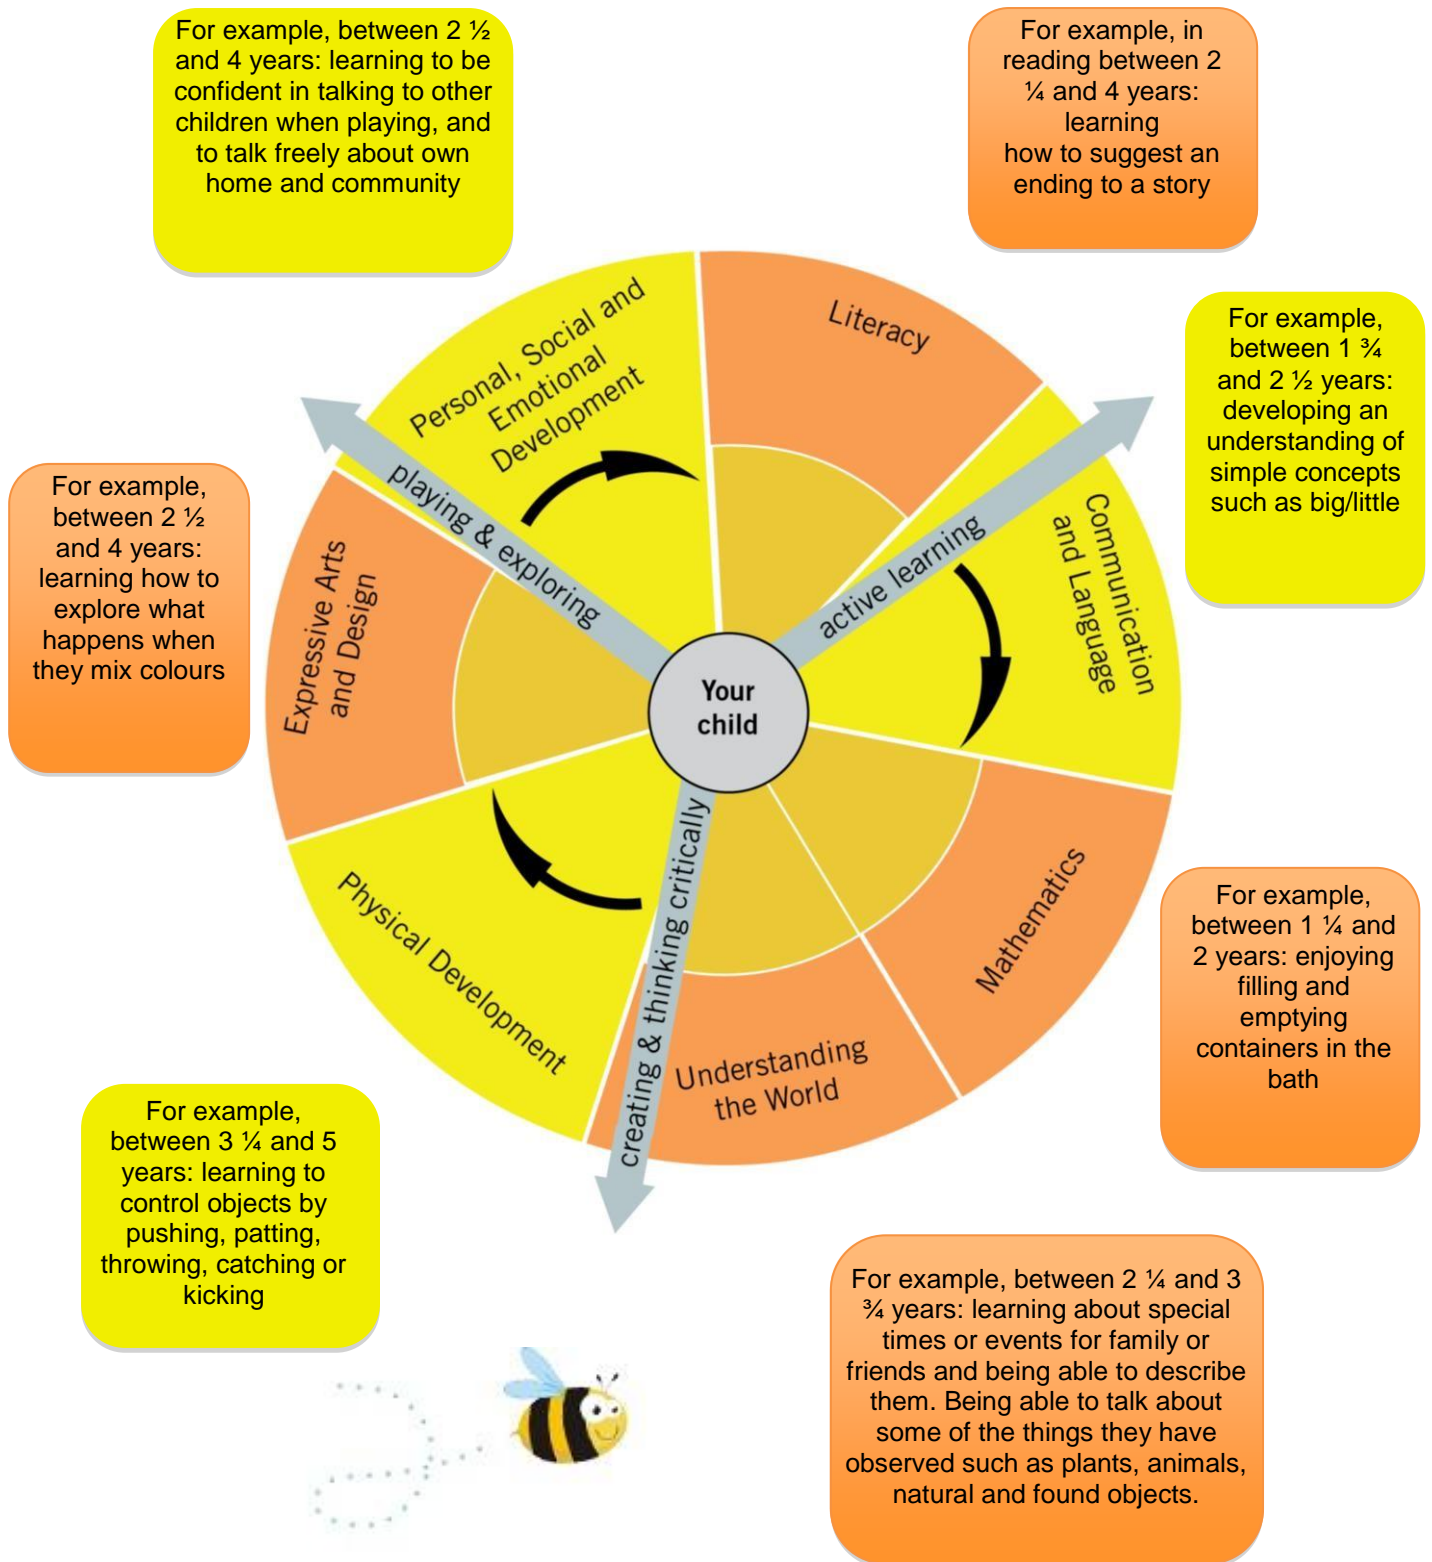 For example, between 2 ½
and 4 years: learning to be
confident in talking to other
children when playing, and
to talk freely about own
home and community
For example, in
reading between 2
¼ and 4 years:
learning
how to suggest an
ending to a story
For example,
between 1 ¾
and 2 ½ years:
developing an
understanding of
simple concepts
such as big/little
For example,
between 2 ½
and 4 years:
learning how to
explore what
happens when
they mix colours
Personal, Social and
Emotional
Development
Literacy
Communication
and Language
Mathematics
Understanding
the World
Physical Development
Expressive Arts
and Design
playing & exploring
active learning
creating & thinking critically
Your
child
For example,
between 1 ¼ and
2 years: enjoying
filling and
emptying
containers in the
bath
For example,
between 3 ¼ and 5
years: learning to
control objects by
pushing, patting,
throwing, catching or
kicking
For example, between 2 ¼ and 3
¾ years: learning about special
times or events for family or
friends and being able to describe
them. Being able to talk about
some of the things they have
observed such as plants, animals,
natural and found objects.